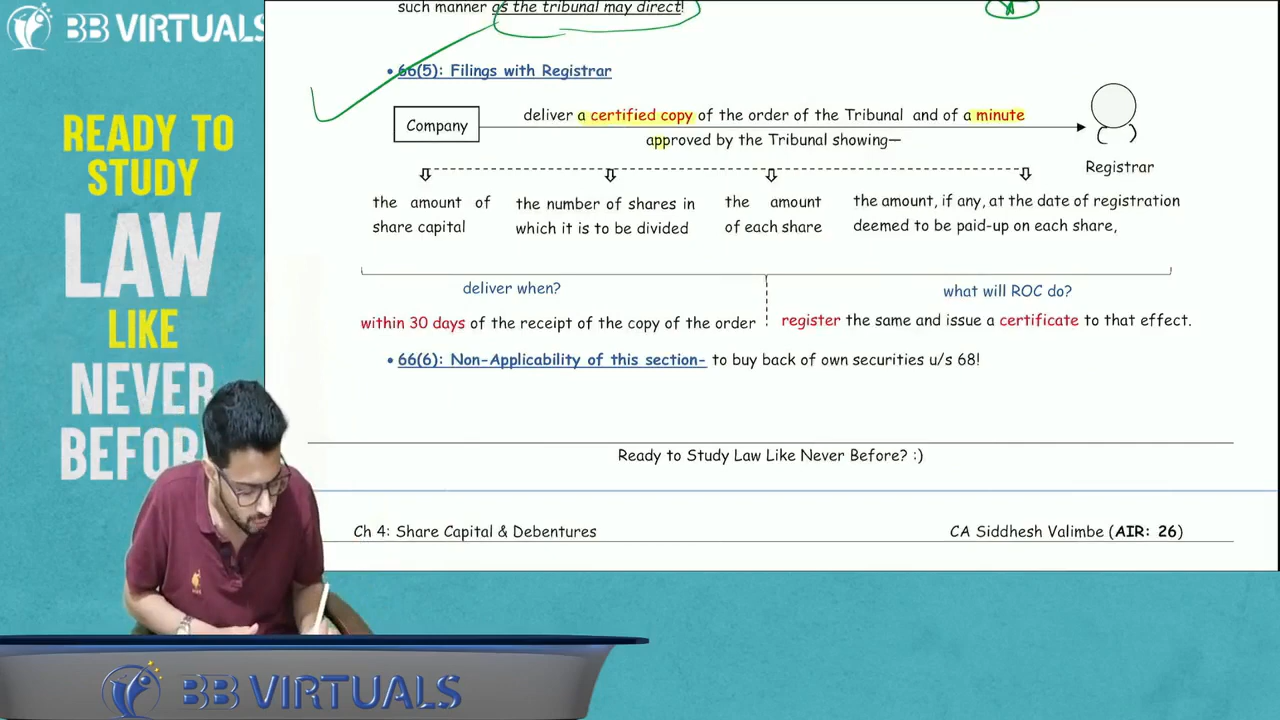 BB VIRTUALS
READY TO
STUDY
LAW
LIKE
NEVER
BEFOR
such manner as the tribunal may direct!
• 66(5): Filings with Registrar
Company
deliver a certified copy of the order of the Tribunal and of a minute
approved by the Tribunal showing—
Registrar
the amount of
share capital
the number of shares in
which it is to be divided
the amount
of each share
the amount, if any, at the date of registration
deemed to be paid-up on each share,
deliver when?
what will ROC do?
within 30 days of the receipt of the copy of the order
register the same and issue a certificate to that effect.
• 66(6): Non-Applicability of this section- to buy back of own securities u/s 68!
Ready to Study Law Like Never Before? :)
Ch 4: Share Capital & Debentures
CA Siddhesh Valimbe (AIR: 26)
BB VIRTUALS